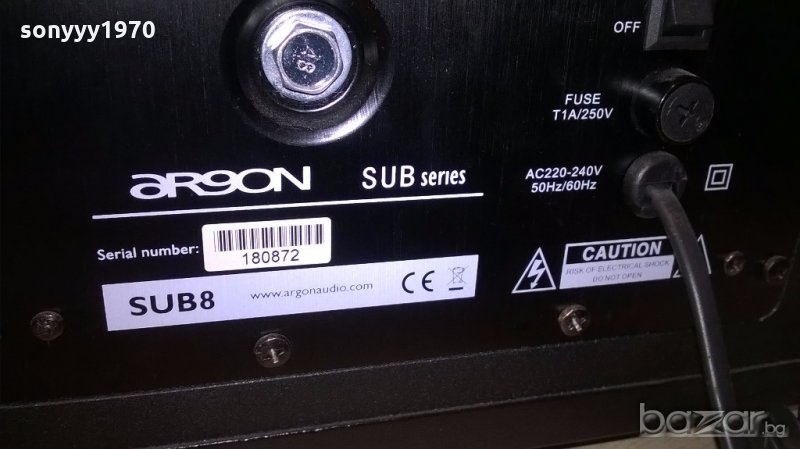 sonyyy1970
OFF
FUSE
T1A/250V
8
ARGON SUB series
AC220-240V
50Hz/60Hz
Serial number: 180872
CAUTION
RISK OF ELECTRICAL SHOCK
DO NOT OPEN
SUB8 www.argonaudio.com CE
bazar.bg